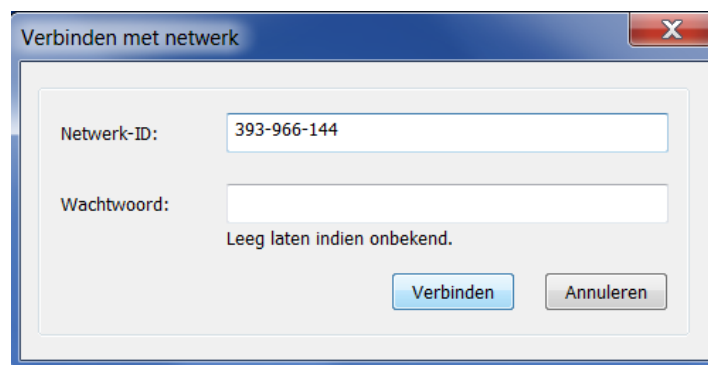 Verbinden met netwerk
Netwerk-ID: 393-966-144
Wachtwoord:
Leeg laten indien onbekend.
Verbinden Annuleren